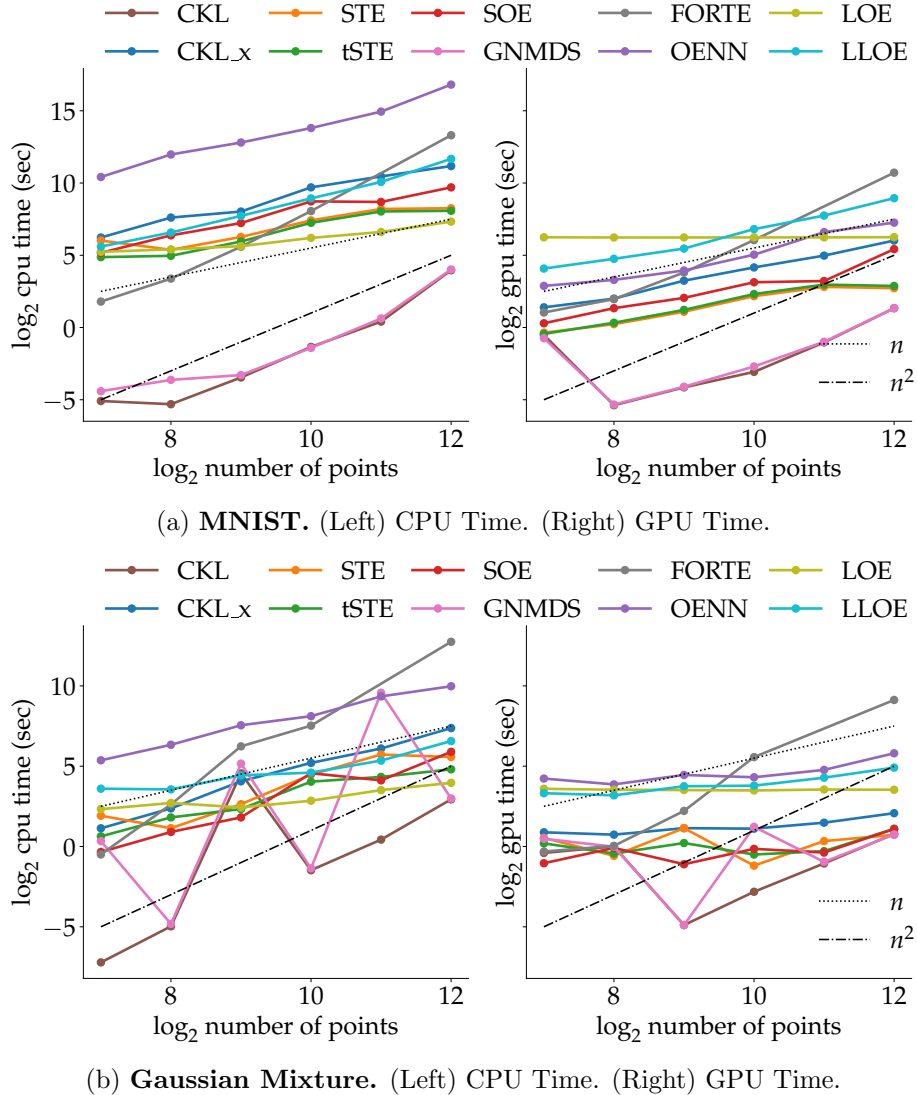 CKL STE SOE FORTE LOE
CKL_x tSTE GNMDS OENN LLOE
log₂ cpu time (sec)
15
10
5
0
−5
8 10 12
log₂ number of points
log₂ gpu time (sec)
n
n²
8 10 12
log₂ number of points
(a) MNIST. (Left) CPU Time. (Right) GPU Time.
CKL STE SOE FORTE LOE
CKL_x tSTE GNMDS OENN LLOE
log₂ cpu time (sec)
10
5
0
−5
8 10 12
log₂ number of points
log₂ gpu time (sec)
n
n²
8 10 12
log₂ number of points
(b) Gaussian Mixture. (Left) CPU Time. (Right) GPU Time.